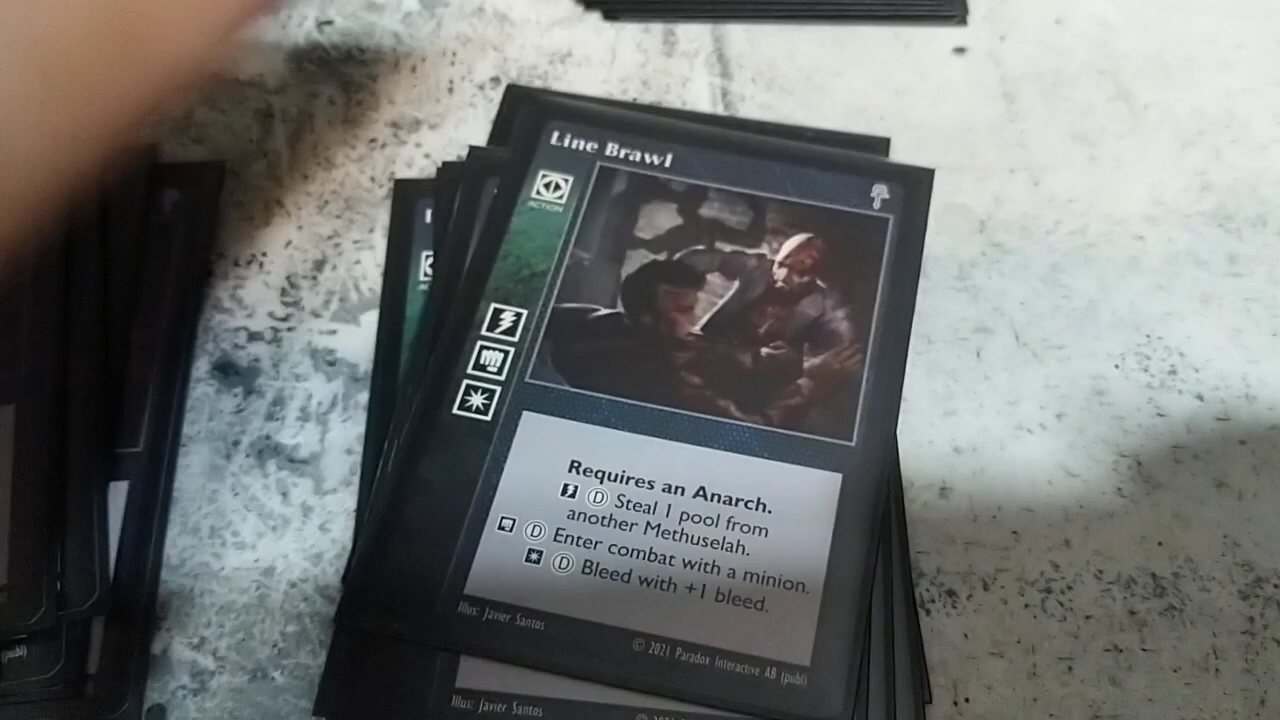 Line Brawl
ACTION
Requires an Anarch.
Ⓓ Steal 1 pool from
another Methuselah.
Ⓓ Enter combat with a minion.
Ⓓ Bleed with +1 bleed.
Illus: Javier Santos
© 2021 Paradox Interactive AB (publ)
Illus: Javier Santos
(publ)